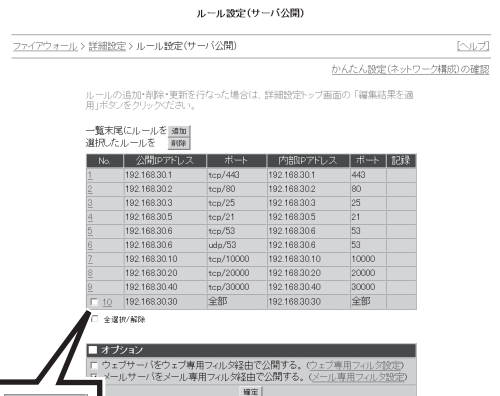 ルール設定(サーバ公開)
ファイアウォール > 詳細設定 > ルール設定(サーバ公開) [ヘルプ]
かんたん設定(ネットワーク構成)の確認
ルールの追加・削除・更新を行なった場合は、詳細設定トップ画面の「編集結果を適
用」ボタンをクリックください。
一覧末尾にルールを 追加
選択したルールを 削除
No. 公開IPアドレス ポート 内部IPアドレス ポート 記録
1 192.168.30.1 tcp/443 192.168.30.1 443
2 192.168.30.2 tcp/80 192.168.30.2 80
3 192.168.30.3 tcp/25 192.168.30.3 25
4 192.168.30.5 tcp/21 192.168.30.5 21
5 192.168.30.6 tcp/53 192.168.30.6 53
6 192.168.30.6 udp/53 192.168.30.6 53
7 192.168.30.10 tcp/10000 192.168.30.10 10000
8 192.168.30.20 tcp/20000 192.168.30.20 20000
9 192.168.30.40 tcp/30000 192.168.30.40 30000
10 192.168.30.30 全部 192.168.30.30 全部
全選択/解除
■ オプション
ウェブサーバをウェブ専用フィルタ経由で公開する。(ウェブ専用フィルタ設定)
メールサーバをメール専用フィルタ経由で公開する。(メール専用フィルタ設定)
確定